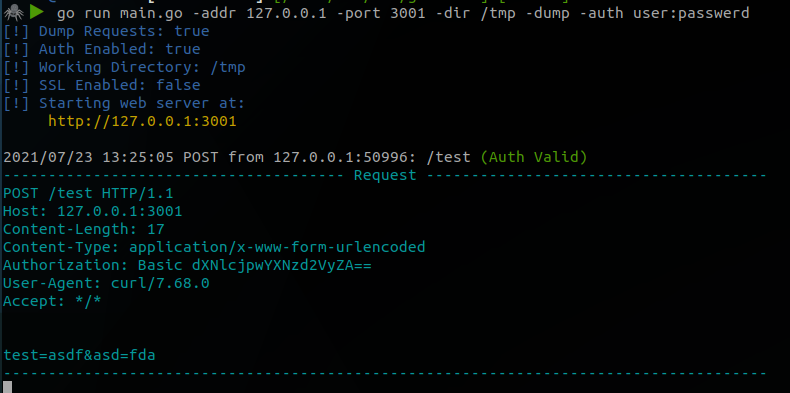 go run main.go -addr 127.0.0.1 -port 3001 -dir /tmp -dump -auth user:passwerd
[!] Dump Requests: true
[!] Auth Enabled: true
[!] Working Directory: /tmp
[!] SSL Enabled: false
[!] Starting web server at:
http://127.0.0.1:3001
2021/07/23 13:25:05 POST from 127.0.0.1:50996: /test (Auth Valid)
------------------------------------- Request -------------------------------------
POST /test HTTP/1.1
Host: 127.0.0.1:3001
Content-Length: 17
Content-Type: application/x-www-form-urlencoded
Authorization: Basic dXNlcjpwYXNzd2VyZA==
User-Agent: curl/7.68.0
Accept: */*
test=asdf&asd=fda
-----------------------------------------------------------------------------------